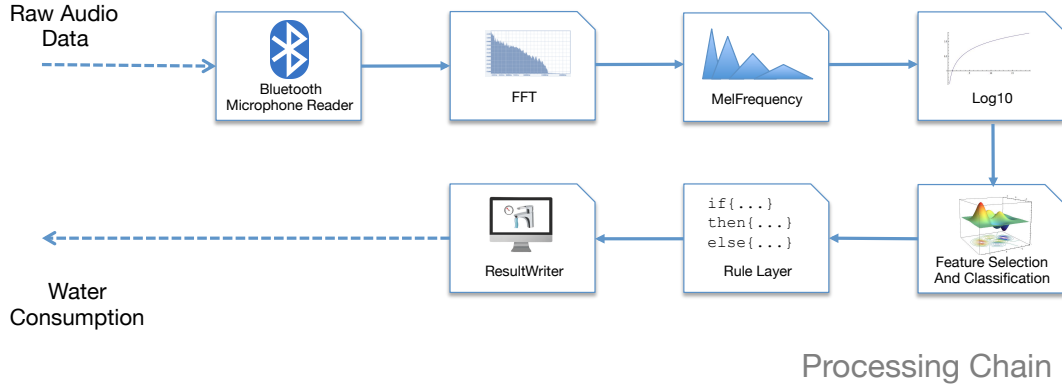 Raw Audio
Data
Bluetooth
Microphone Reader
FFT
MelFrequency
Log10
Feature Selection
And Classification
if{...}
then{...}
else{...}
Rule Layer
ResultWriter
Water
Consumption
Processing Chain